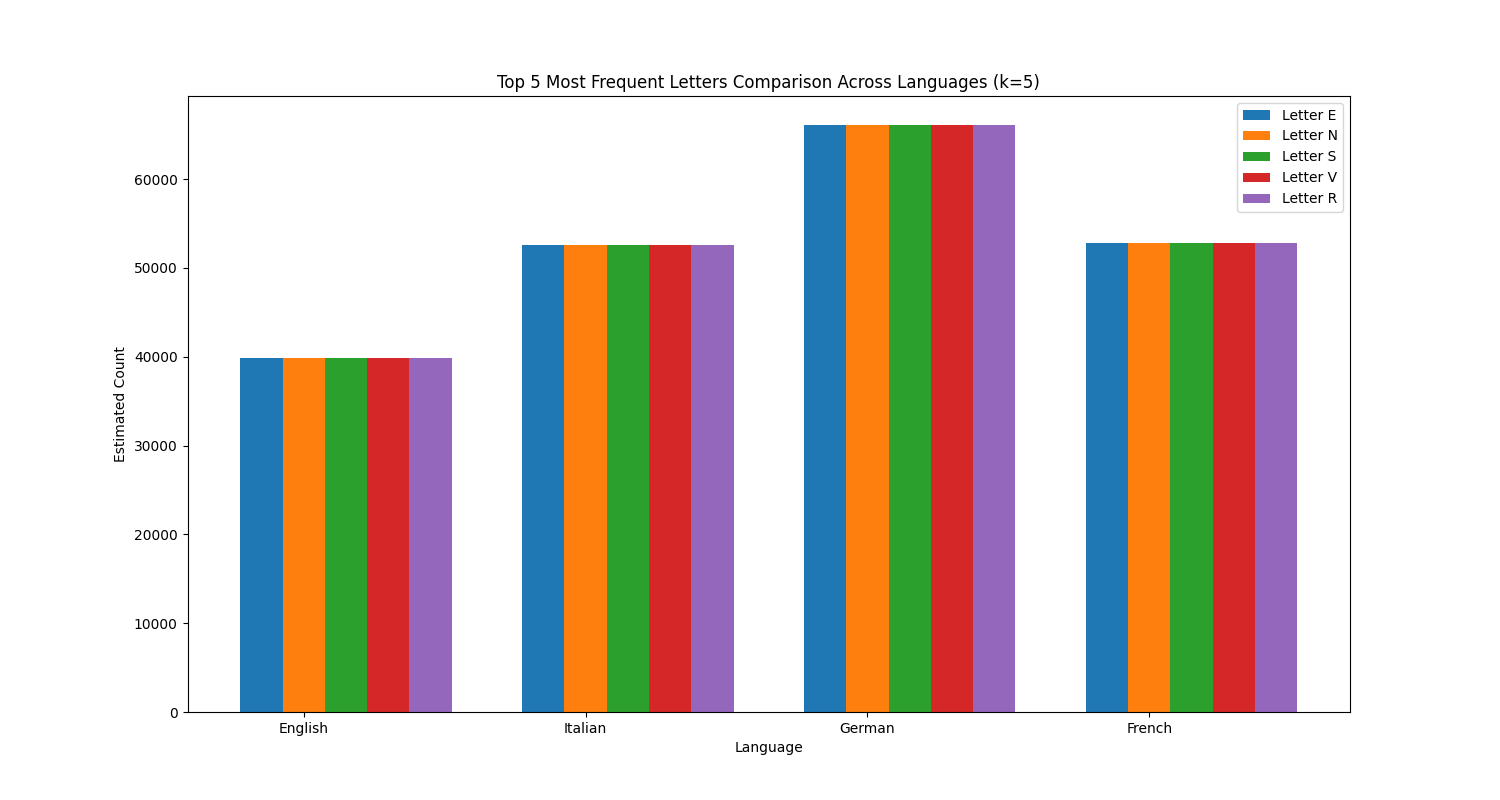 Top 5 Most Frequent Letters Comparison Across Languages (k=5)
Letter E
Letter N
Letter S
Letter V
Letter R
Estimated Count
60000
50000
40000
30000
20000
10000
0
English Italian German French
Language